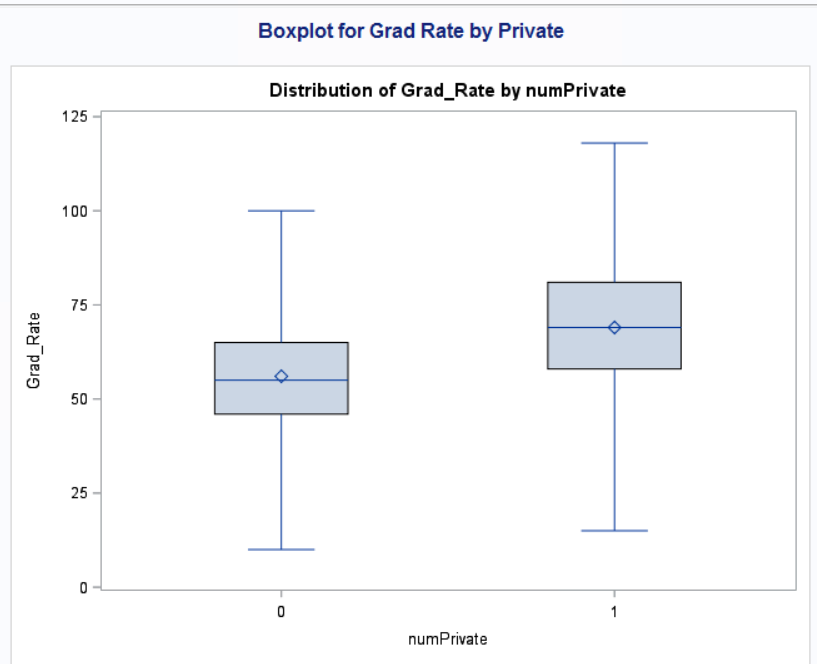 Boxplot for Grad Rate by Private
Distribution of Grad_Rate by numPrivate
125
100
75
50
25
0
Grad_Rate
0
1
numPrivate